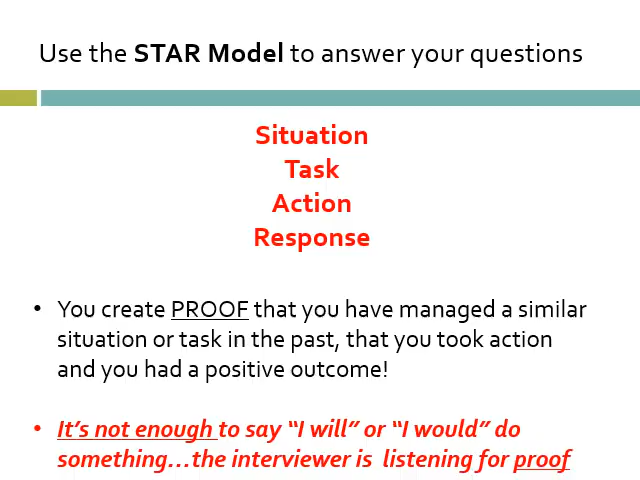 Use the STAR Model to answer your questions
Situation
Task
Action
Response
• You create PROOF that you have managed a similar
situation or task in the past, that you took action
and you had a positive outcome!
• It’s not enough to say “I will” or “I would” do
something…the interviewer is listening for proof